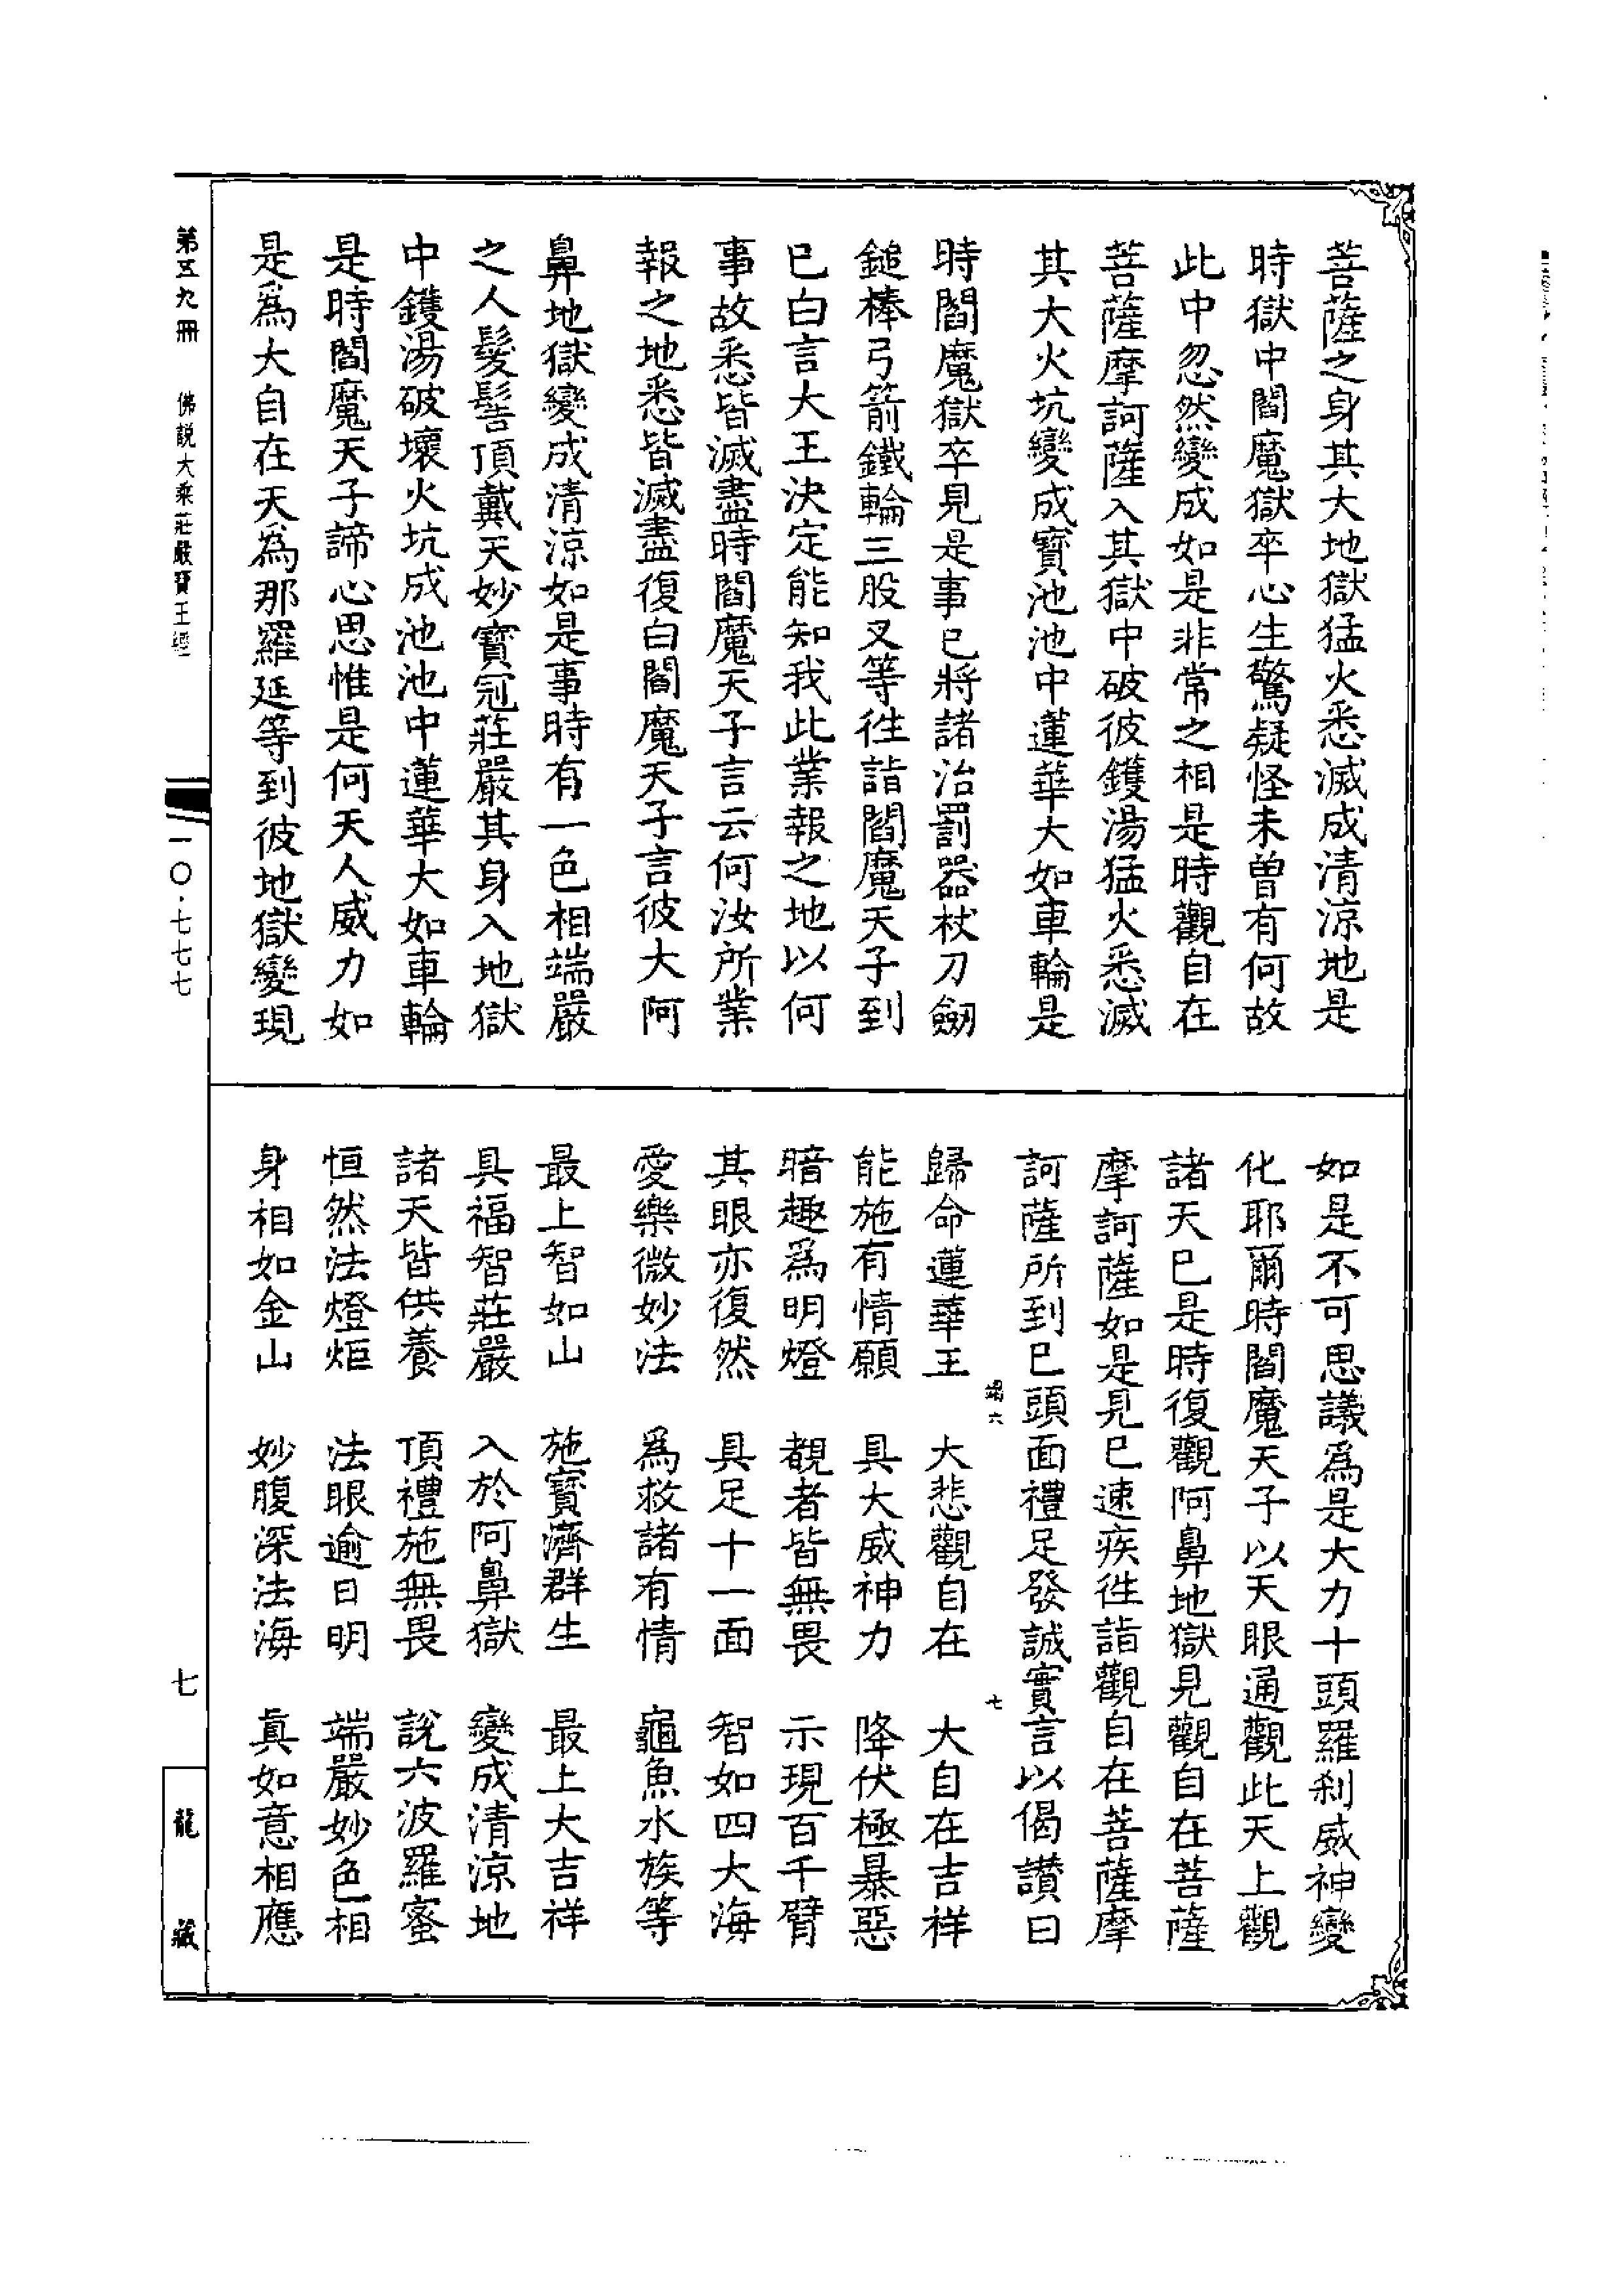 菩薩之身其大地獄猛火悉滅成清涼地是
時獄中閻魔獄卒心生驚疑怪未曽有何故
此中忽然變成如是非常之相是時觀自在
菩薩摩訶薩入其獄中破彼鑊湯猛火悉滅
其大火坑變成寳池池中蓮華大如車輪是
時閻魔獄卒見是事已將諸治罰器杖刀劒
鎚棒弓箭鐵輪三股叉等徃詣閻魔天子到
已白言大王決定能知我此業報之地以何
事故悉皆滅盡時閻魔天子言云何汝所業
報之地悉皆滅盡復白閻魔天子言彼大阿
鼻地獄變成清涼如是事時有一色相端嚴
之人髮髻頂戴天妙寳冠莊嚴其身入地獄
中鑊湯破壞火坑成池池中蓮華大如車輪
是時閻魔天子諦心思惟是何天人威力如
是爲大自在天爲那羅延等到彼地獄變現
如是不可思議爲是大力十頭羅刹威神變
化耶爾時閻魔天子以天眼通觀此天上觀
諸天已是時復觀阿鼻地獄見觀自在菩薩
摩訶薩如是見已速疾徃詣觀自在菩薩摩
訶薩所到已頭面禮足發誠實言以偈讃曰
竭六 七
歸命蓮華王 大悲觀自在 大自在吉祥
能施有情願 具大威神力 降伏極暴惡
暗趣爲明燈 覩者皆無畏 示現百千臂
其眼亦復然 具足十一面 智如四大海
愛樂微妙法 爲救諸有情 龜魚水族等
最上智如山 施寳濟群生 最上大吉祥
具福智莊嚴 入於阿鼻獄 變成清涼地
諸天皆供養 頂禮施無畏 說六波羅蜜
恒然法燈炬 法眼逾日明 端嚴妙色相
身相如金山 妙腹深法海 真如意相應
第五九冊 佛說大乘莊嚴寶王經 一〇·七七七 七 龍藏